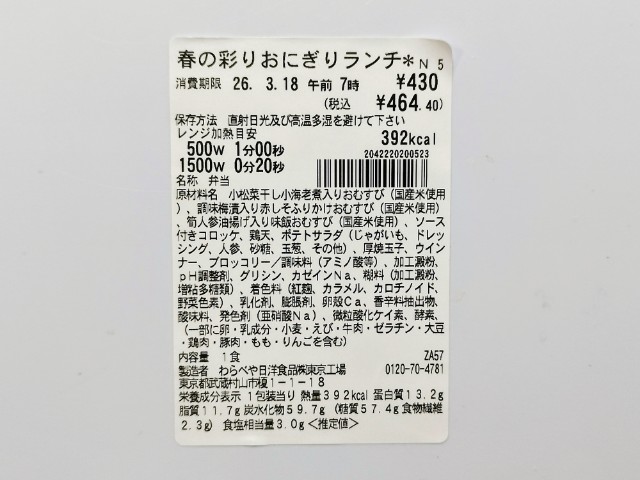 春の彩りおにぎりランチ* N 5
消費期限 26. 3.18 午前 7時 ¥430
(税込 ¥464.40)
保存方法 直射日光及び高温多湿を避けて下さい
レンジ加熱目安 392kcal
500W 1分00秒
1500W 0分20秒
2042220200523
名称 弁当
原材料名 小松菜干し小海老煮入りおむすび(国産米使用
)、調味梅漬入り赤しそふりかけおむすび(国産米使用)
、筍人参油揚げ入り味飯おむすび(国産米使用)、ソース
付きコロッケ、鶏天、ポテトサラダ(じゃがいも、ドレッ
シング、人参、砂糖、玉葱、その他)、厚焼玉子、ウイン
ナー、ブロッコリー/調味料(アミノ酸等)、加工澱粉、
pH調整剤、グリシン、カゼインNa、糊料(加工澱粉、
増粘多糖類)、着色料(紅麹、カラメル、カロチノイド、
野菜色素)、乳化剤、膨脹剤、卵殻Ca、香辛料抽出物、
酸味料、発色剤(亜硝酸Na)、微粒酸化ケイ素、酵素、
(一部に卵・乳成分・小麦・えび・牛肉・ゼラチン・大豆
・鶏肉・豚肉・もも・りんごを含む)
内容量 1食 ZA57
製造者 わらべや日洋食品㈱東京工場 0120-70-4781
東京都武蔵村山市榎1-1-18
栄養成分表示 1包装当り 熱量392kcal 蛋白質13.2g
脂質11.7g 炭水化物59.7g (糖質57.4g 食物繊維
2.3g) 食塩相当量3.0g<推定値>